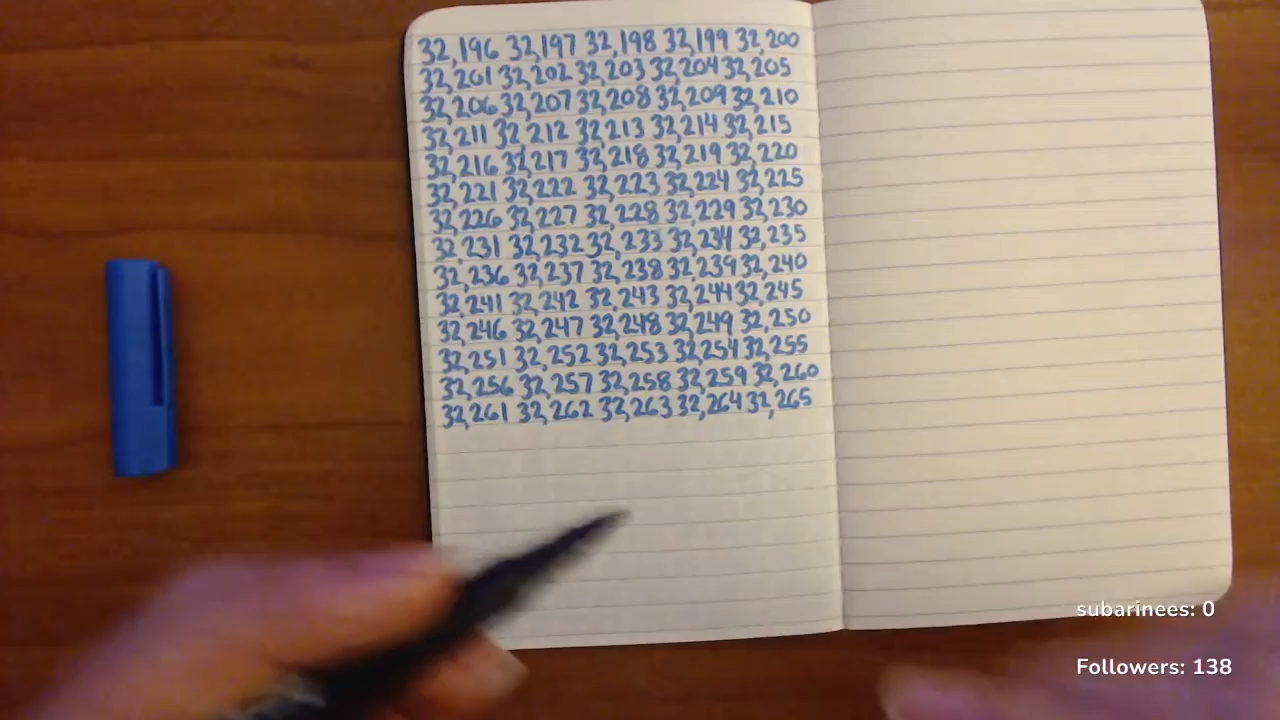 32,196 32,197 32,198 32,199 32,200
32,201 32,202 32,203 32,204 32,205
32,206 32,207 32,208 32,209 32,210
32,211 32,212 32,213 32,214 32,215
32,216 32,217 32,218 32,219 32,220
32,221 32,222 32,223 32,224 32,225
32,226 32,227 32,228 32,229 32,230
32,231 32,232 32,233 32,234 32,235
32,236 32,237 32,238 32,239 32,240
32,241 32,242 32,243 32,244 32,245
32,246 32,247 32,248 32,249 32,250
32,251 32,252 32,253 32,254 32,255
32,256 32,257 32,258 32,259 32,260
32,261 32,262 32,263 32,264 32,265
subarinees: 0
Followers: 138